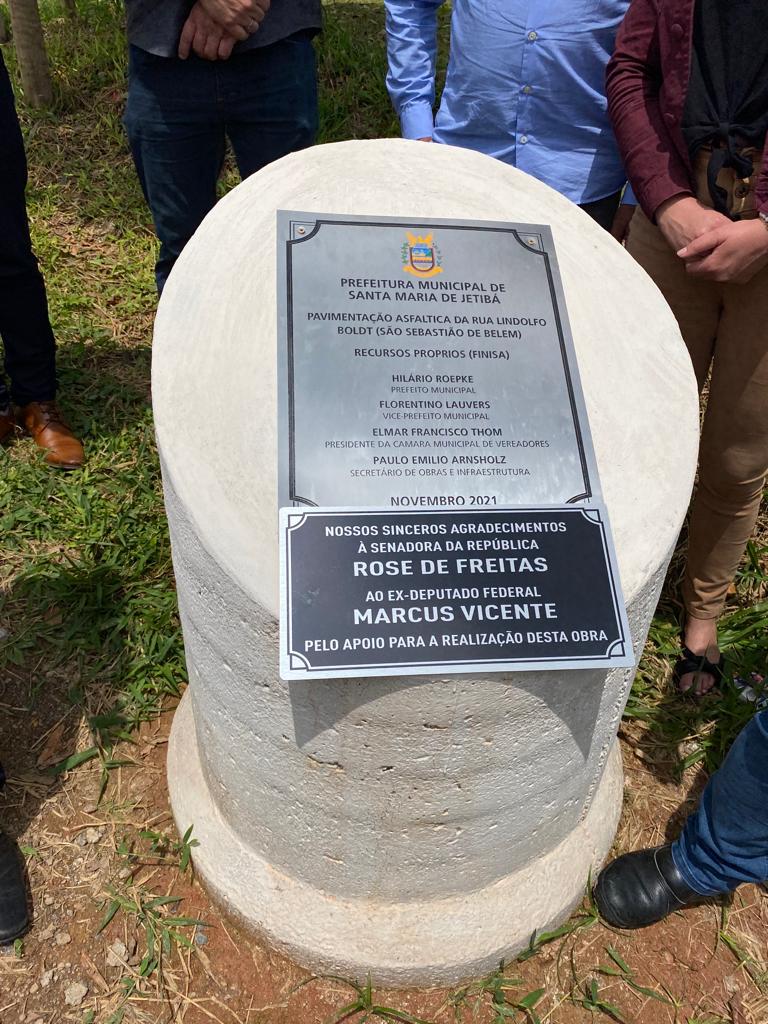 PREFEITURA MUNICIPAL DE
SANTA MARIA DE JETIBÁ
PAVIMENTAÇÃO ASFALTICA DA RUA LINDOLFO
BOLDT (SÃO SEBASTIÃO DE BELEM)
RECURSOS PROPRIOS (FINISA)
HILÁRIO ROEPKE
PREFEITO MUNICIPAL
FLORENTINO LAUVERS
VICE-PREFEITO MUNICIPAL
ELMAR FRANCISCO THOM
PRESIDENTE DA CAMARA MUNICIPAL DE VEREADORES
PAULO EMILIO ARNSHOLZ
SECRETÁRIO DE OBRAS E INFRAESTRUTURA
NOVEMBRO 2021
NOSSOS SINCEROS AGRADECIMENTOS
À SENADORA DA REPÚBLICA
ROSE DE FREITAS
AO EX-DEPUTADO FEDERAL
MARCUS VICENTE
PELO APOIO PARA A REALIZAÇÃO DESTA OBRA